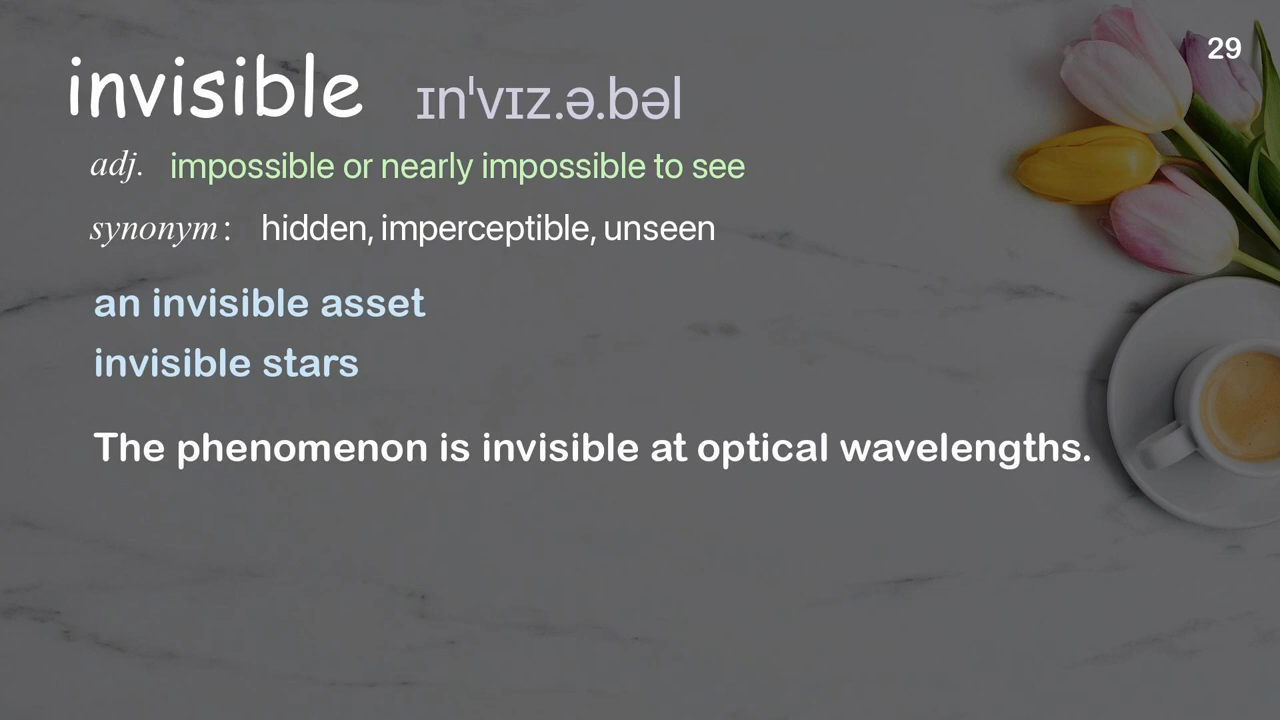 29
invisible ɪnˈvɪz.ə.bəl
adj. impossible or nearly impossible to see
synonym: hidden, imperceptible, unseen
an invisible asset
invisible stars
The phenomenon is invisible at optical wavelengths.